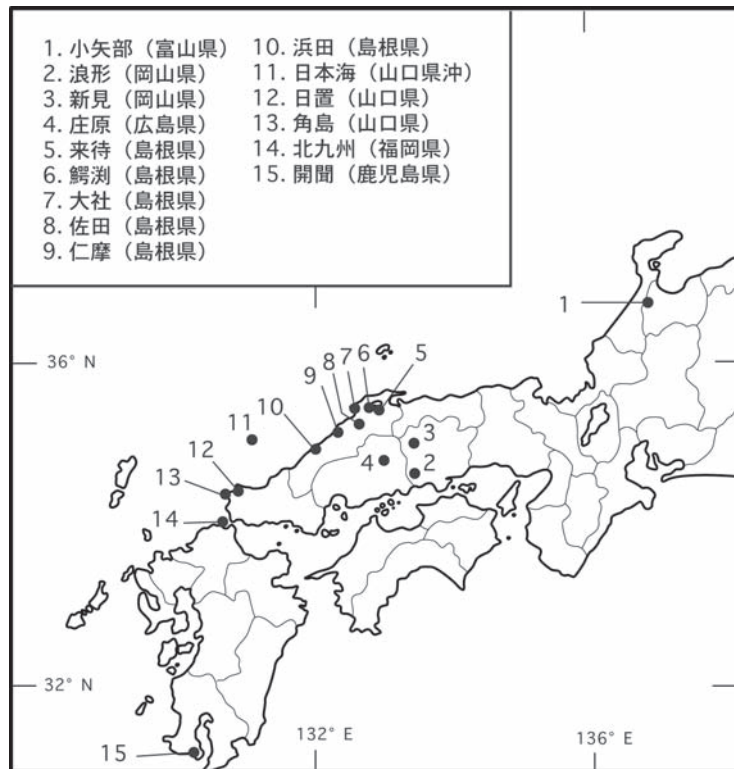 1. 小矢部（富山県）
2. 浪形（岡山県）
3. 新見（岡山県）
4. 庄原（広島県）
5. 来待（島根県）
6. 鰐渕（島根県）
7. 大社（島根県）
8. 佐田（島根県）
9. 仁摩（島根県）
10. 浜田（島根県）
11. 日本海（山口県沖）
12. 日置（山口県）
13. 角島（山口県）
14. 北九州（福岡県）
15. 開聞（鹿児島県）
1
36° N
8
7
6
5
9
10
11
3
12
4
2
13
14
32° N
132° E
136° E
15